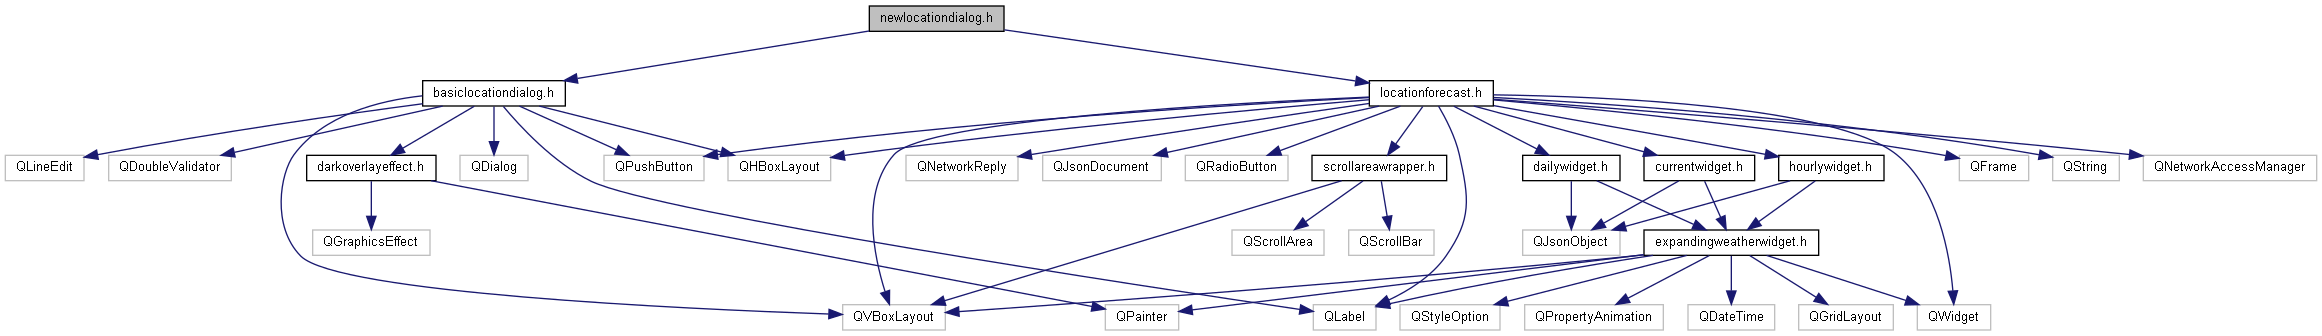 newlocationdialog.h
basiclocationdialog.h
locationforecast.h
QLineEdit
QDoubleValidator
darkoverlayeffect.h
QDialog
QPushButton
QHBoxLayout
QNetworkReply
QJsonDocument
QRadioButton
scrollareawrapper.h
dailywidget.h
currentwidget.h
hourlywidget.h
QFrame
QString
QNetworkAccessManager
QGraphicsEffect
QScrollArea
QScrollBar
QJsonObject
expandingweatherwidget.h
QVBoxLayout
QPainter
QLabel
QStyleOption
QPropertyAnimation
QDateTime
QGridLayout
QWidget